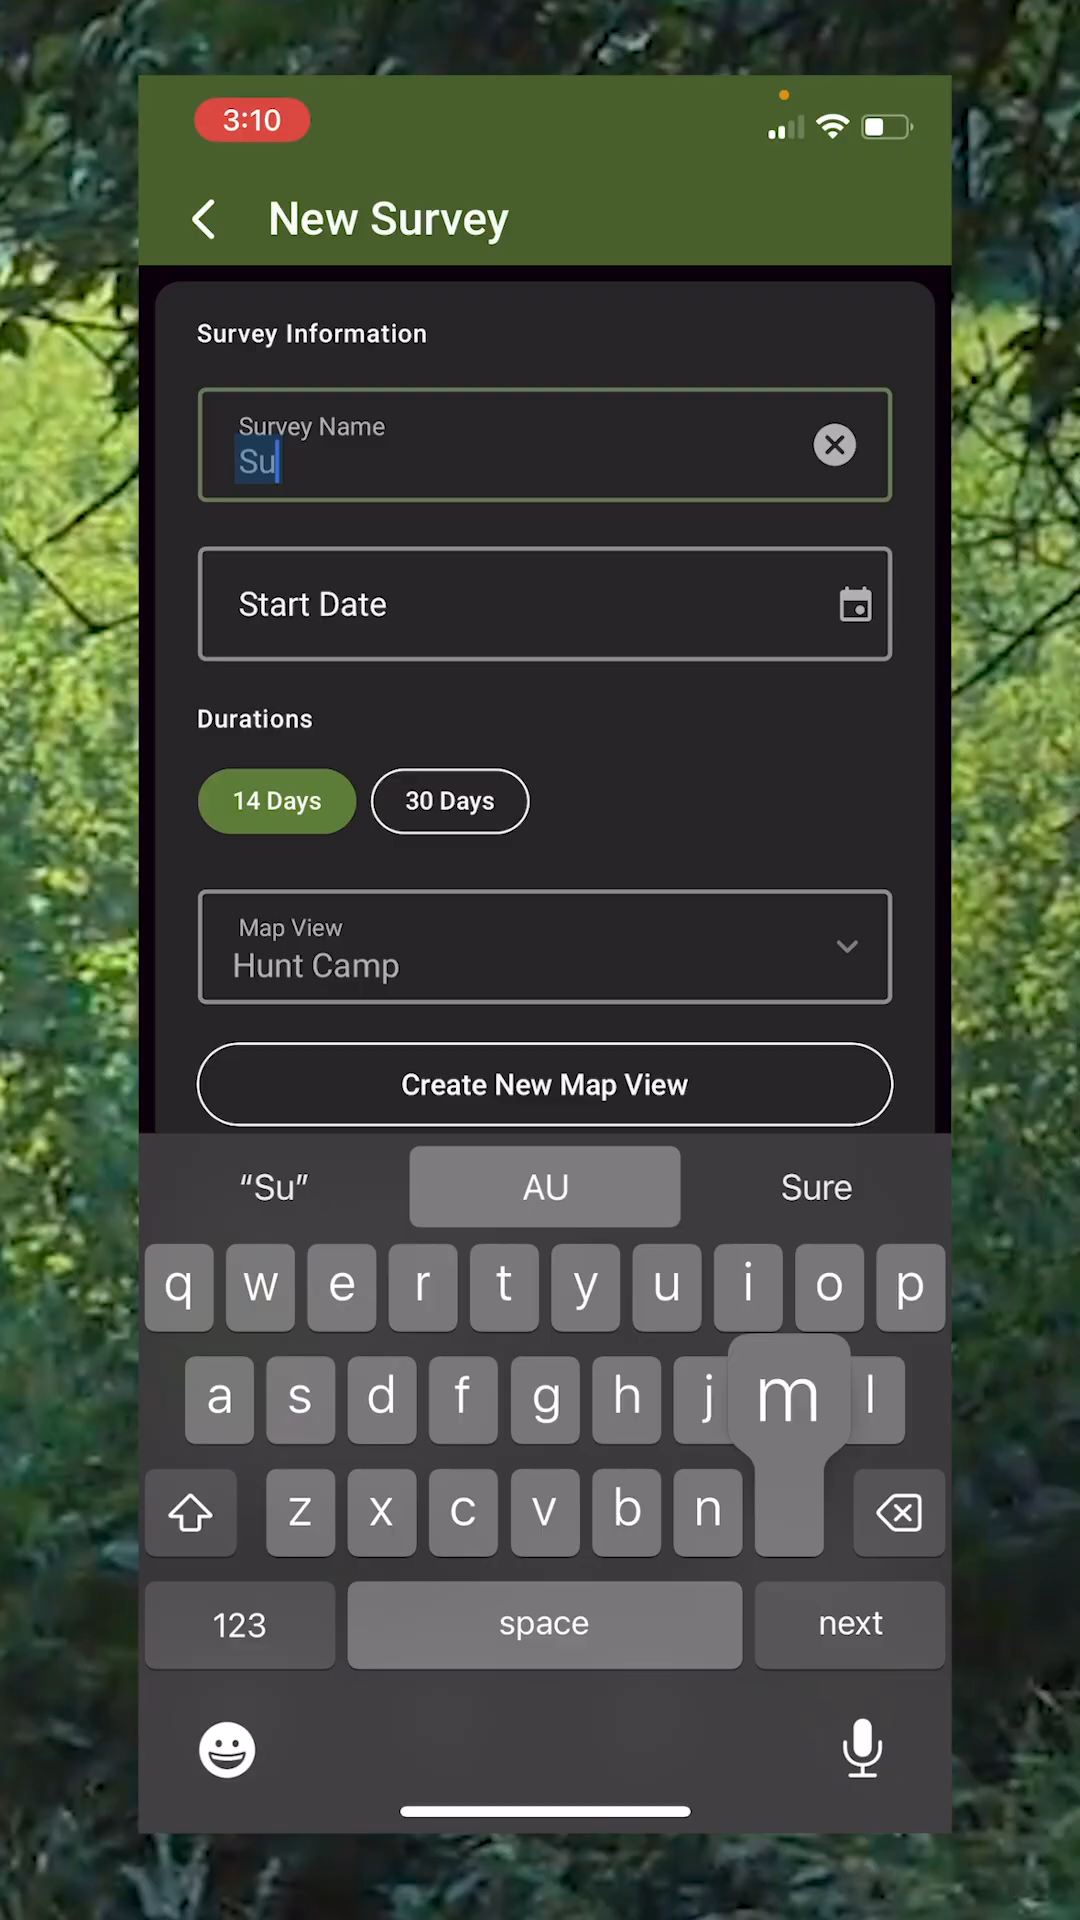 3:10
New Survey
Survey Information
Survey Name
Su
Start Date
Durations
14 Days 30 Days
Map View
Hunt Camp
Create New Map View
“Su” AU Sure
q w e r t y u i o p
a s d f g h j m l
z x c v b n
123 space next